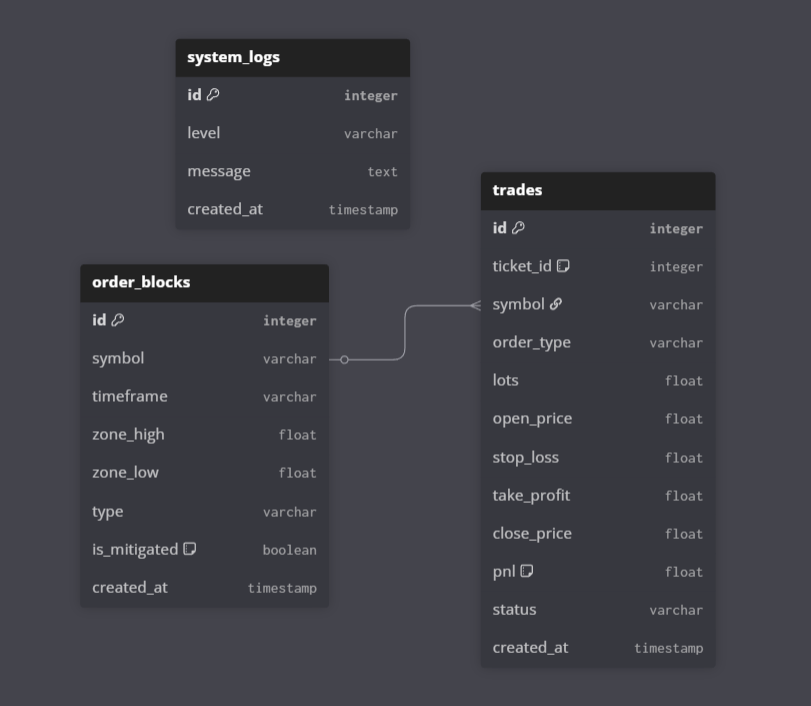 system_logs
id integer
level varchar
message text
created_at timestamp
order_blocks
id integer
symbol varchar
timeframe varchar
zone_high float
zone_low float
type varchar
is_mitigated boolean
created_at timestamp
trades
id integer
ticket_id integer
symbol varchar
order_type varchar
lots float
open_price float
stop_loss float
take_profit float
close_price float
pnl float
status varchar
created_at timestamp